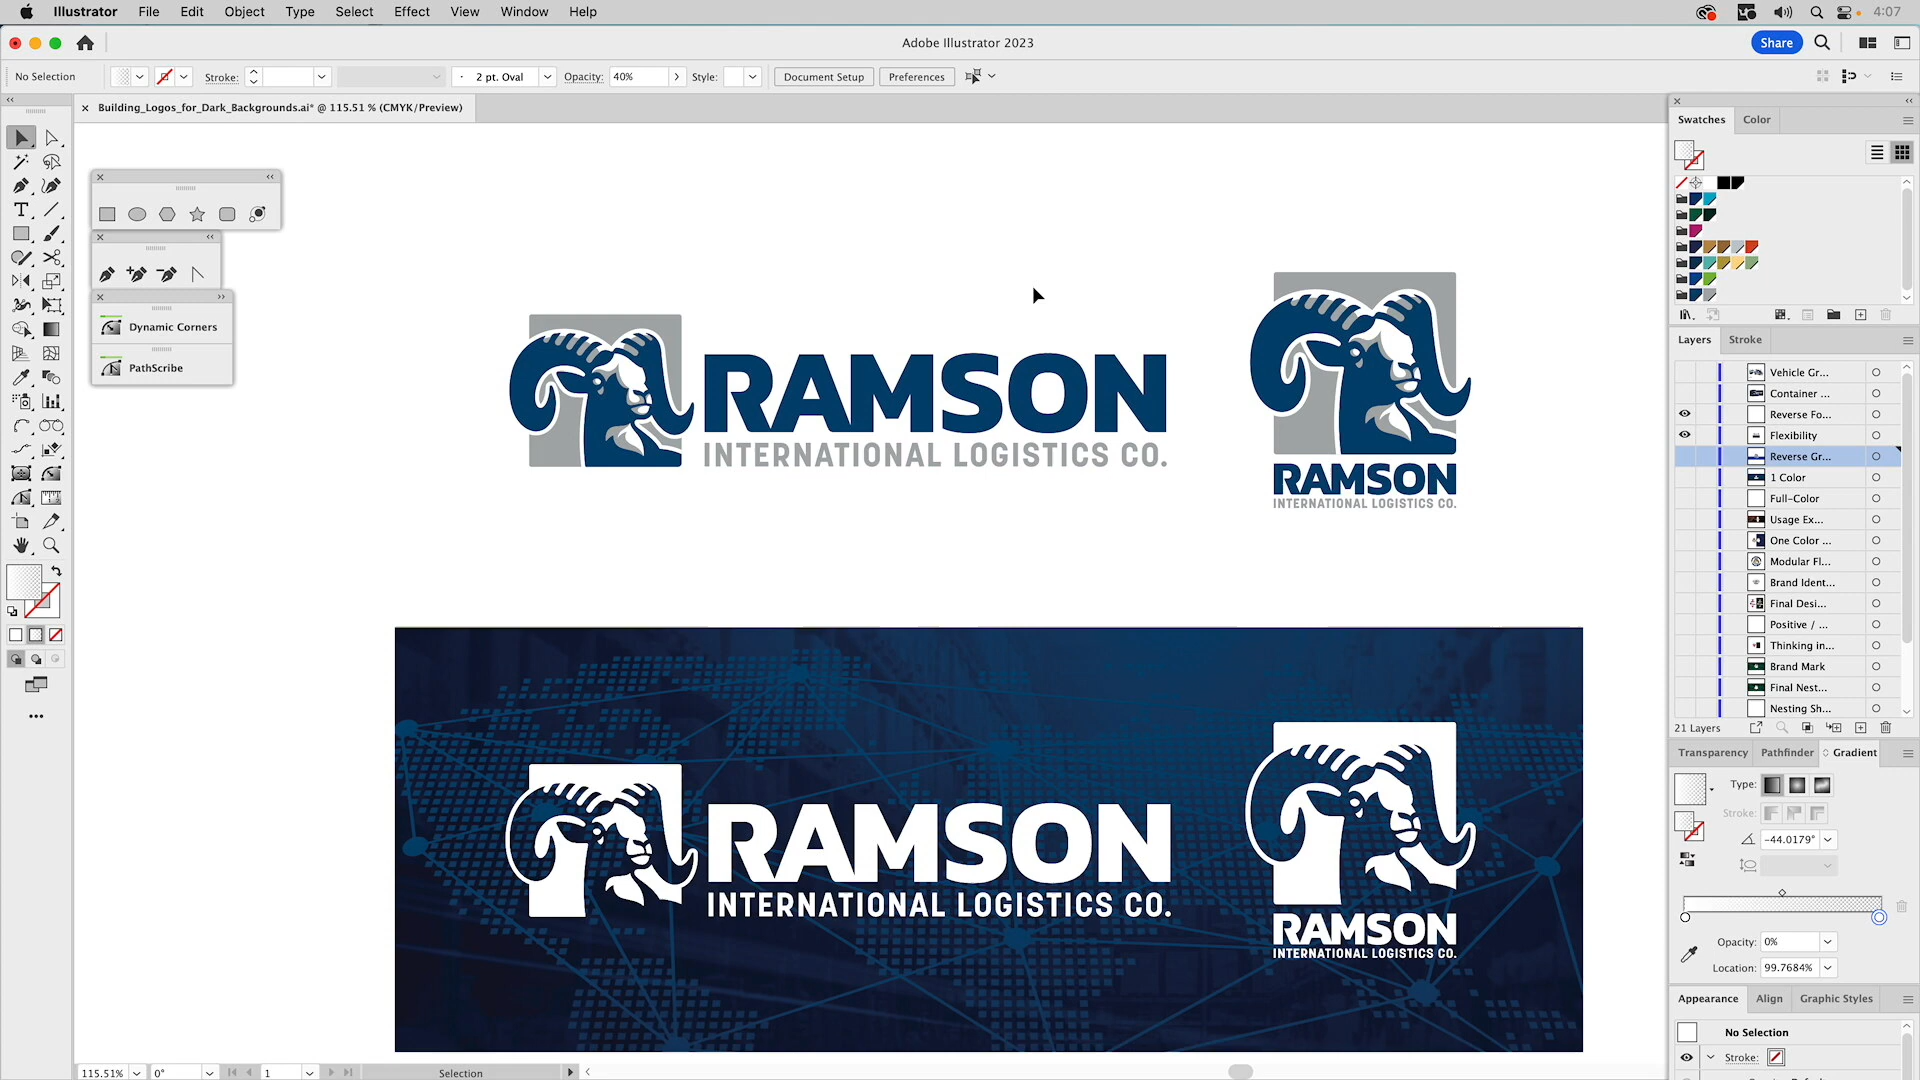 Illustrator File Edit Object Type Select Effect View Window Help 4:07
Adobe Illustrator 2023
Share
No Selection Stroke: 2 pt. Oval Opacity: 40% Style: Document Setup Preferences
Building_Logos_for_Dark_Backgrounds.ai* @ 115.51 % (CMYK/Preview)
Swatches Color
Dynamic Corners
PathScribe
RAMSON
INTERNATIONAL LOGISTICS CO.
RAMSON
INTERNATIONAL LOGISTICS CO.
RAMSON
INTERNATIONAL LOGISTICS CO.
RAMSON
INTERNATIONAL LOGISTICS CO.
Layers Stroke
Vehicle Gr...
Container ...
Reverse Fo...
Flexibility
Reverse Gr...
1 Color
Full-Color
Usage Ex...
One Color ...
Modular Fl...
Brand Ident...
Final Desi...
Positive / ...
Thinking in...
Brand Mark
Final Nest...
Nesting Sh...
21 Layers
Transparency Pathfinder Gradient
Type:
Stroke:
-44.0179°
Opacity: 0%
Location: 99.7684%
Appearance Align Graphic Styles
No Selection
Stroke:
115.51% 0° 1 Selection